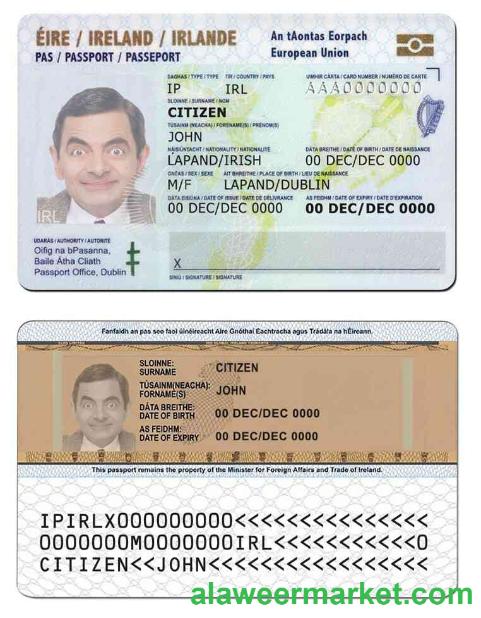 ÉIRE / IRELAND / IRLANDE
An tAontas Eorpach
PAS / PASSPORT / PASSEPORT
European Union
SAGHAS / TYPE / TYPE TÍR / COUNTRY / PAYS
UIMHIR CÁRTA / CARD NUMBER / NUMÉRO DE CARTE
IP IRL
AAA0000000
SLOINNE / SURNAME / NOM
CITIZEN
TÚSAINM (NEACHA) / FORENAME(S) / PRÉNOM(S)
JOHN
NÁISIÚNTACHT / NATIONALITY / NATIONALITÉ
DÁTA BREITHE / DATE OF BIRTH / DATE DE NAISSANCE
LAPAND/IRISH
00 DEC/DEC 0000
GNÉAS / SEX / SEXE ÁIT BHREITHE / PLACE OF BIRTH / LIEU DE NAISSANCE
M/F LAPAND/DUBLIN
DÁTA EISIÚNA / DATE OF ISSUE / DATE DE DÉLIVRANCE
AS FEIDHM / DATE OF EXPIRY / DATE D'EXPIRATION
00 DEC/DEC 0000
00 DEC/DEC 0000
IRL
ÚDARÁS / AUTHORITY / AUTORITÉ
Oifig na bPasanna,
Baile Átha Cliath
Passport Office, Dublin
X
SÍNIÚ / SIGNATURE / SIGNATURE
Fanfaidh an pas seo faoi úinéireacht Aire Gnóthaí Eachtracha agus Trádála na hÉireann.
SLOINNE:
SURNAME
CITIZEN
TÚSAINM(NEACHA):
FORNAME(S)
JOHN
DÁTA BREITHE:
DATE OF BIRTH
00 DEC/DEC 0000
AS FEIDHM:
DATE OF EXPIRY
00 DEC/DEC 0000
This passport remains the property of the Minister for Foreign Affairs and Trade of Ireland.
IPIRLX000000000<<<<<<<<<<<<<<<
0000000M0000000IRL<<<<<<<<<<<0
CITIZEN<<JOHN<<<<<<<<<<<<<<<<<
alaweermarket.com